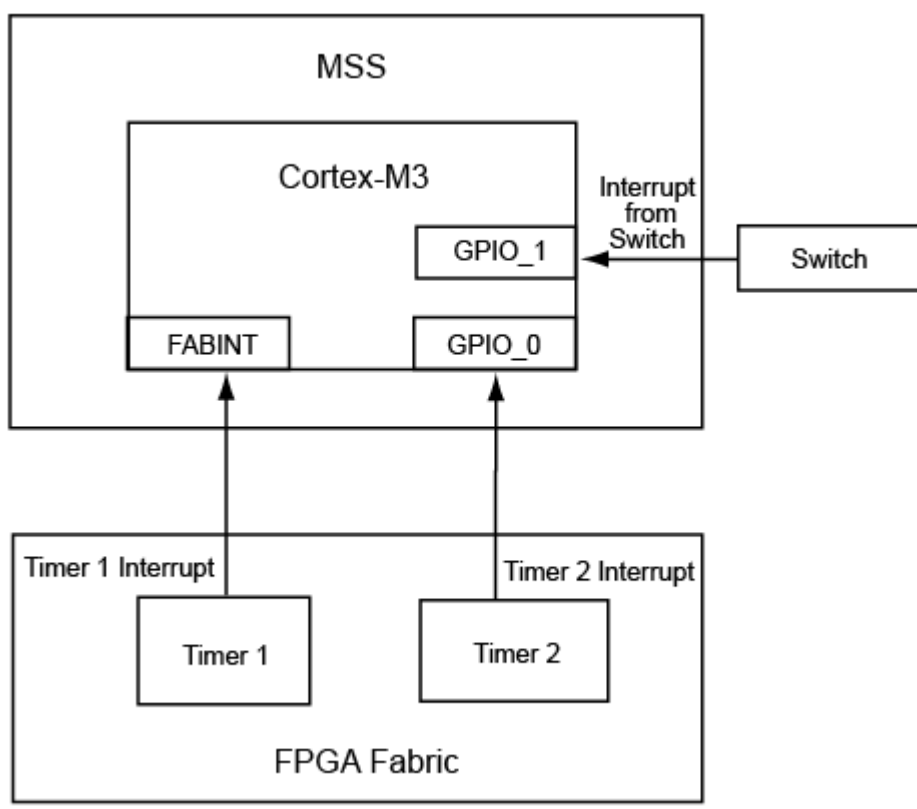 MSS
Cortex-M3
Interrupt
from
Switch
GPIO_1
Switch
FABINT
GPIO_0
Timer 1 Interrupt
Timer 2 Interrupt
Timer 1
Timer 2
FPGA Fabric